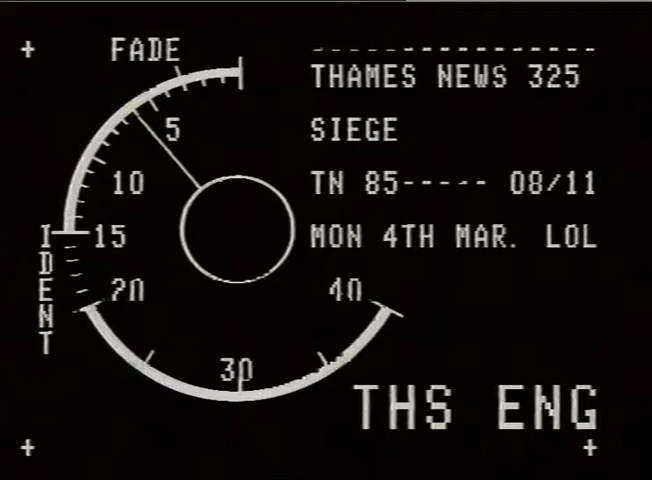 FADE
THAMES NEWS 325
5
SIEGE
10
TN 85----- 08/11
15
MON 4TH MAR. LOL
IDENT
20
40
30
THS ENG